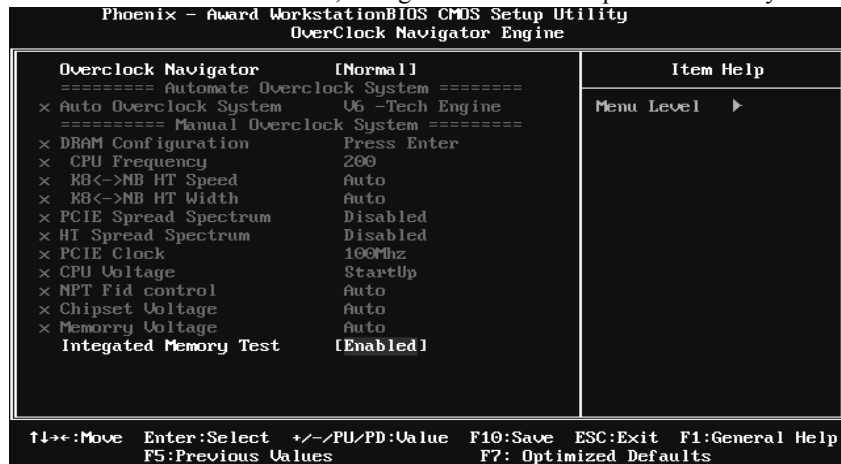 Phoenix - Award WorkstationBIOS CMOS Setup Utility
OverClock Navigator Engine
Overclock Navigator [Normal]
========= Automate Overclock System ========
x Auto Overclock System V6 -Tech Engine
========== Manual Overclock System =========
x DRAM Configuration Press Enter
x CPU Frequency 200
x K8<->NB HT Speed Auto
x K8<->NB HT Width Auto
x PCIE Spread Spectrum Disabled
x HT Spread Spectrum Disabled
x PCIE Clock 100Mhz
x CPU Voltage StartUp
x NPT Fid control Auto
x Chipset Voltage Auto
x Memorry Voltage Auto
Integated Memory Test [Enabled]
Item Help
Menu Level ▶
↑↓→←:Move Enter:Select +/-/PU/PD:Value F10:Save ESC:Exit F1:General Help
F5:Previous Values F7: Optimized Defaults